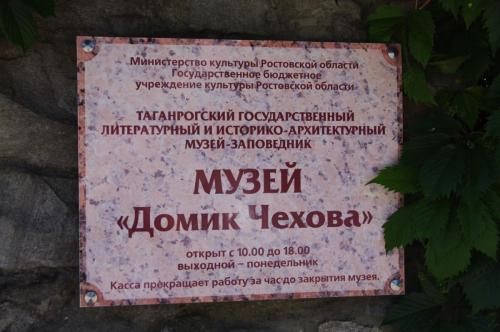 Министерство культуры Ростовской области
Государственное бюджетное
учреждение культуры Ростовской области
ТАГАНРОГСКИЙ ГОСУДАРСТВЕННЫЙ
ЛИТЕРАТУРНЫЙ И ИСТОРИКО-АРХИТЕКТУРНЫЙ
МУЗЕЙ-ЗАПОВЕДНИК
МУЗЕЙ
«Домик Чехова»
открыт с 10.00 до 18.00
выходной – понедельник
Касса прекращает работу за час до закрытия музея.